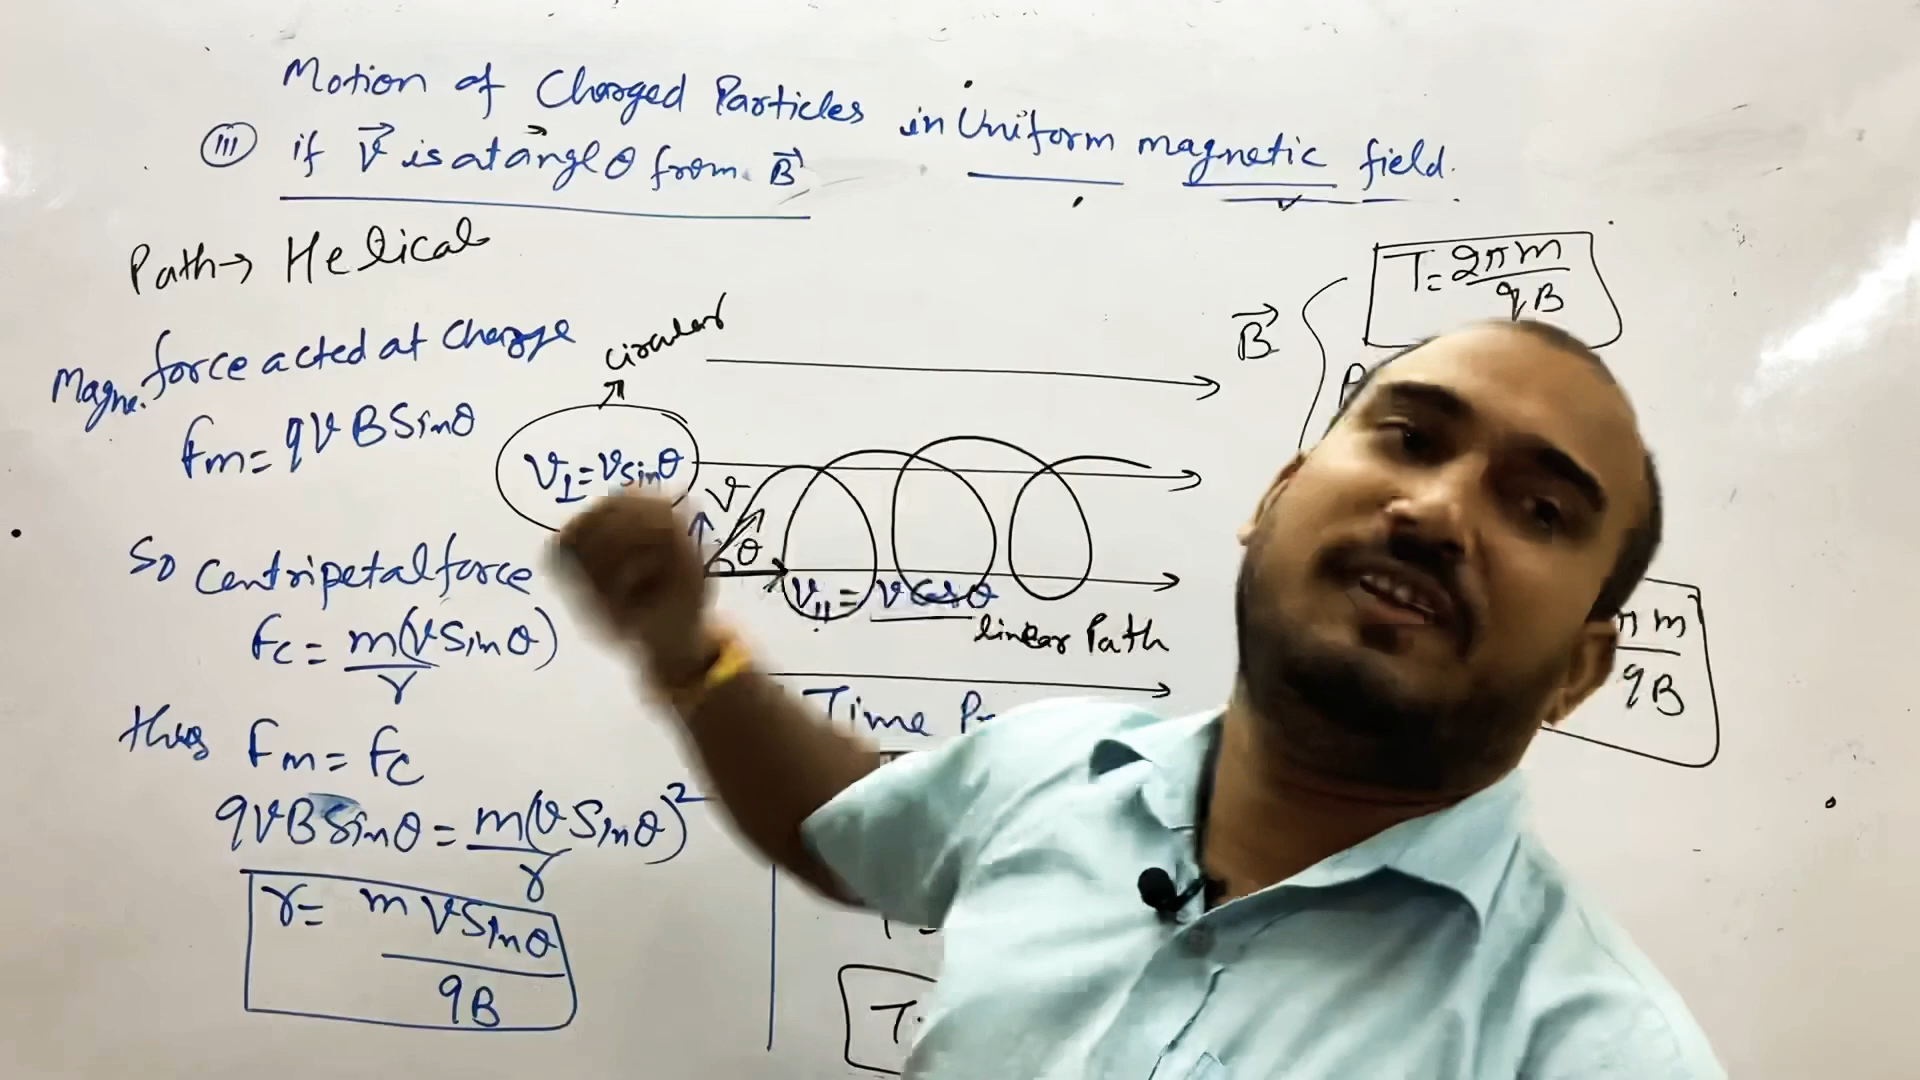 Motion of Charged Particles in Uniform magnetic field.
(III) if V⃗ is at angl θ from B⃗
Path → Helical
Magne. force acted at Charge
Fm = qVBSinθ
So Centripetal force
Fc = m(VSinθ)/r
thus Fm = Fc
qVBSinθ = m(VSinθ)²/r
r = mVSinθ/qB
circular
V⊥ = Vsinθ
V
θ
V|| = VCosθ
linear Path
B⃗
Time
T = 2πm/qB
πm/qB
T